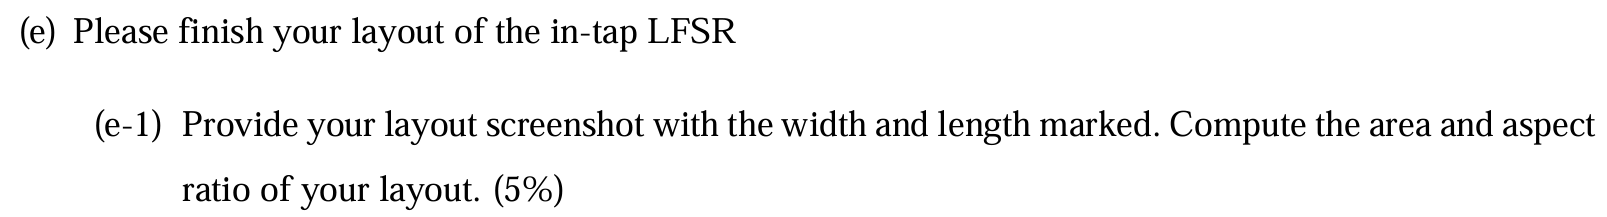 (e) Please finish your layout of the in-tap LFSR
(e-1) Provide your layout screenshot with the width and length marked. Compute the area and aspect
ratio of your layout. (5%)